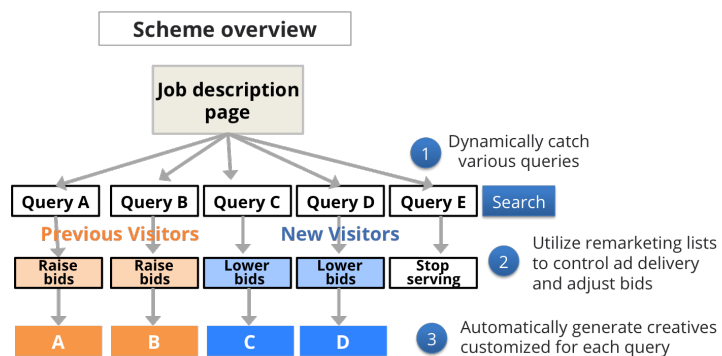 Scheme overview
Job description
page
1
Dynamically catch
various queries
Query A
Query B
Query C
Query D
Query E
Search
Previous Visitors
New Visitors
Raise
bids
Raise
bids
Lower
bids
Lower
bids
Stop
serving
2
Utilize remarketing lists
to control ad delivery
and adjust bids
A
B
C
D
3
Automatically generate creatives
customized for each query